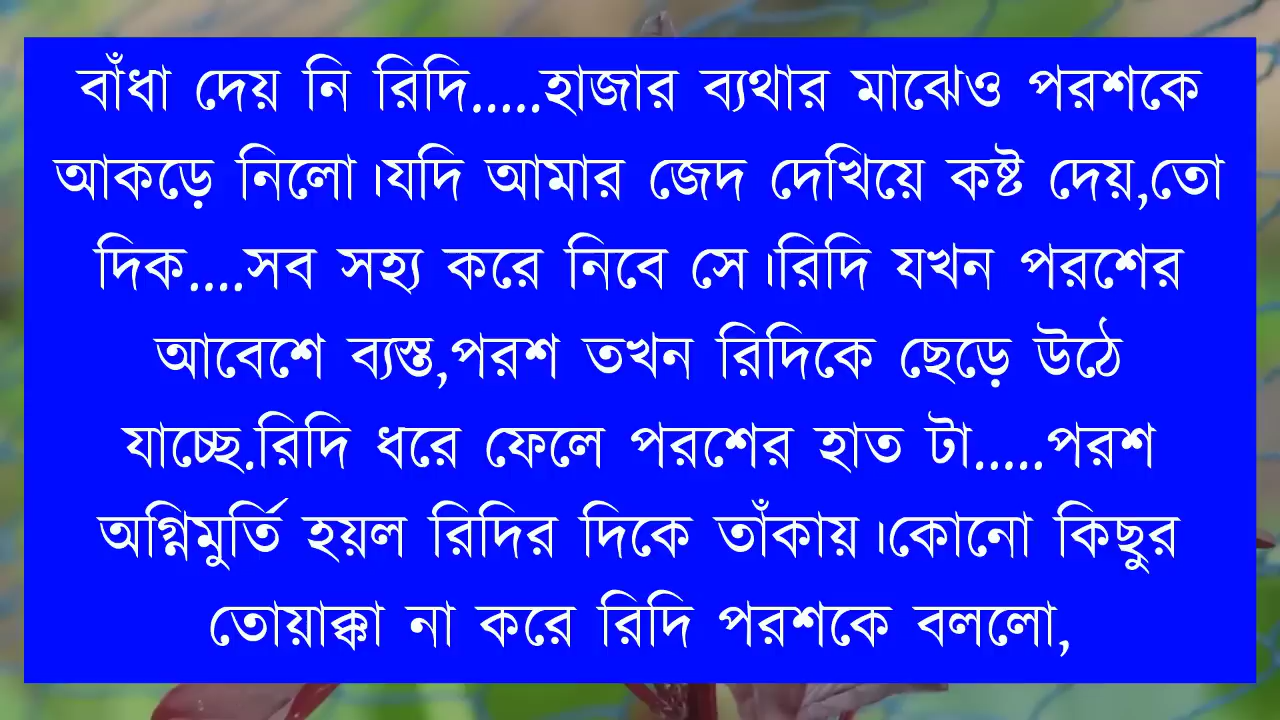 বাঁধা দেয় নি রিদি.....হাজার ব্যথার মাঝেও পরশকে
আকড়ে নিলো।যদি আমার জেদ দেখিয়ে কষ্ট দেয়,তো
দিক....সব সহ্য করে নিবে সে।রিদি যখন পরশের
আবেশে ব্যস্ত,পরশ তখন রিদিকে ছেড়ে উঠে
যাচ্ছে.রিদি ধরে ফেলে পরশের হাত টা.....পরশ
অগ্নিমুর্তি হয়ল রিদির দিকে তাঁকায়।কোনো কিছুর
তোয়াক্কা না করে রিদি পরশকে বললো,